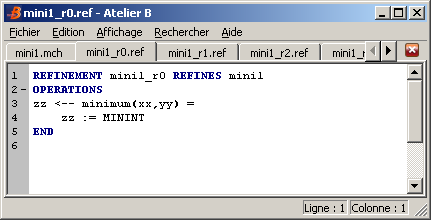 mini1_r0.ref - Atelier B
Fichier Edition Affichage Rechercher Aide
mini1.mch mini1_r0.ref mini1_r1.ref mini1_r2.ref mini1_r
1 REFINEMENT mini1_r0 REFINES mini1
2 OPERATIONS
3 zz <-- minimum(xx,yy) =
4 zz := MININT
5 END
6
Ligne : 1 Colonne : 1